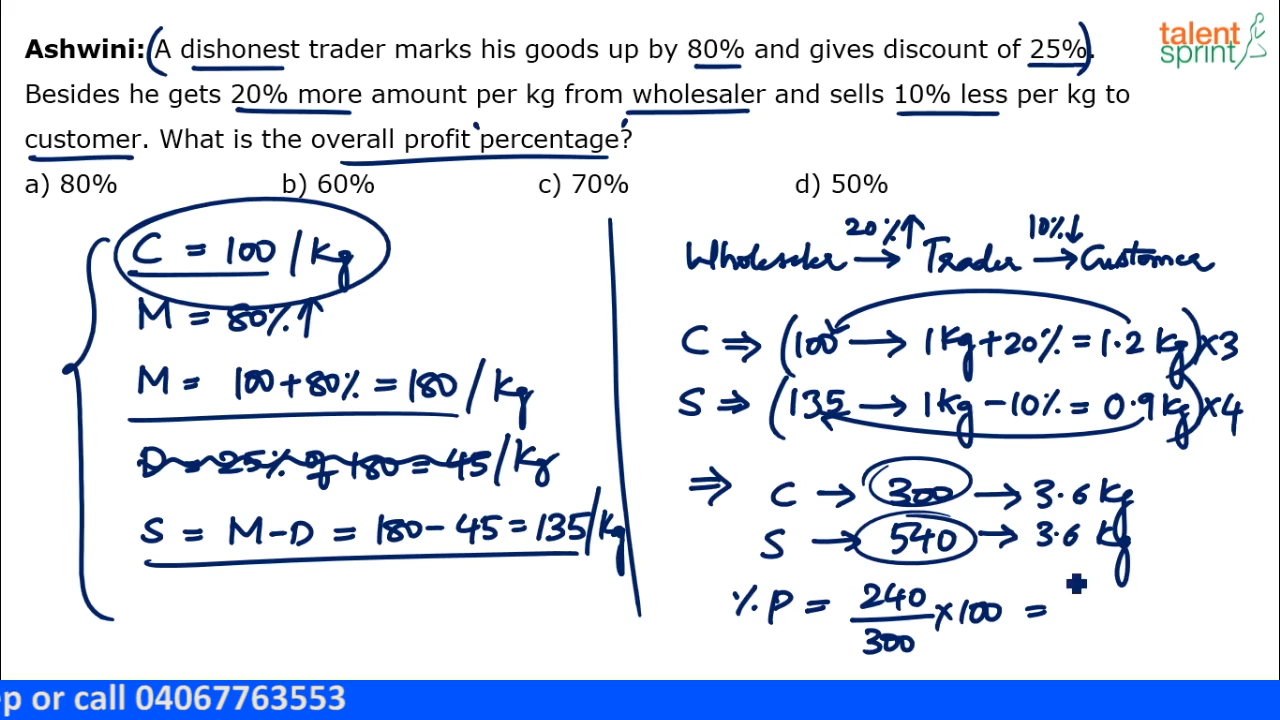 talent
sprint
Ashwini: (A dishonest trader marks his goods up by 80% and gives discount of 25%).
Besides he gets 20% more amount per kg from wholesaler and sells 10% less per kg to
customer. What is the overall profit percentage?
a) 80% b) 60% c) 70% d) 50%
C = 100 / kg
M = 80% ↑
M = 100 + 80% = 180 / kg
D = 25% of 180 = 45 / kg
S = M - D = 180 - 45 = 135 / kg
20% ↑ 10% ↓
Wholesaler → Trader → Customer
C ⇒ (100 → 1kg + 20% = 1.2 kg) × 3
S ⇒ (135 → 1kg - 10% = 0.9kg) × 4
⇒ C → 300 → 3.6 kg
S → 540 → 3.6 kg
% P = 240/300 × 100 =
ep or call 04067763553